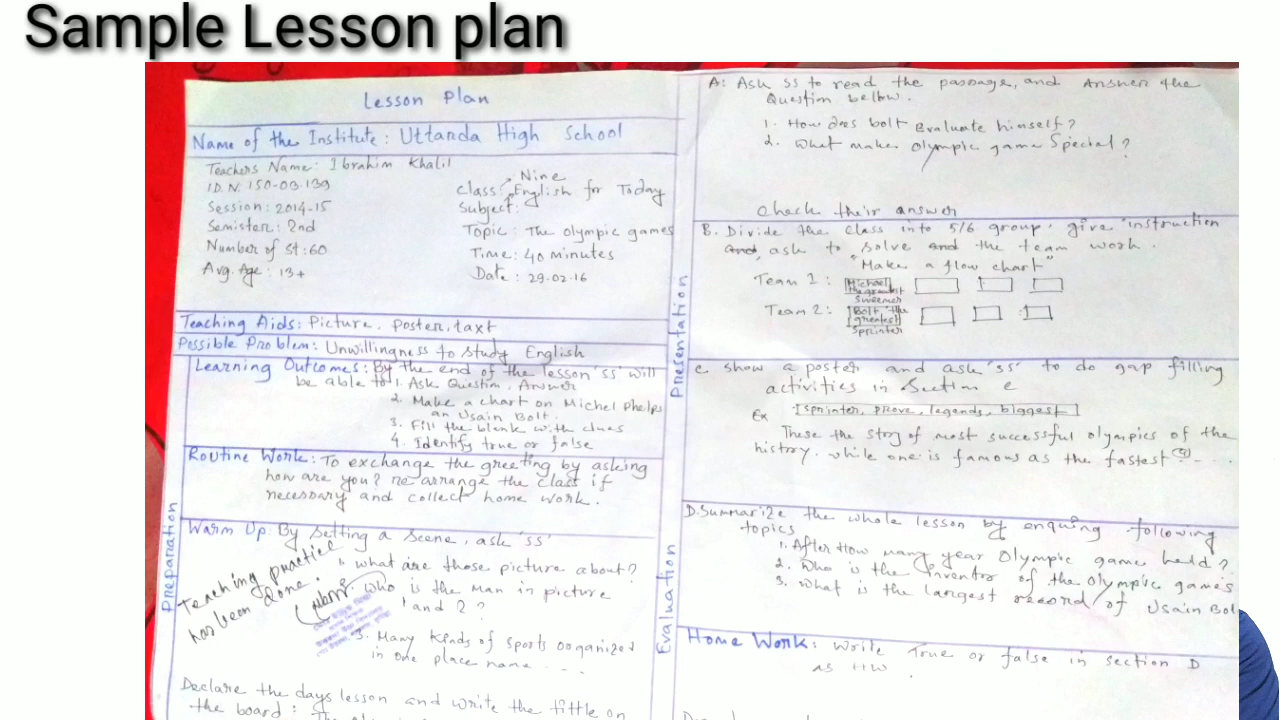 Sample Lesson plan
Lesson Plan
Name of the Institute: Uttanda High School
Teachers Name: Ibrahim Khalil
I.D.N. 150-03-139
Session: 2014-15
Semister: 2nd
Number of St: 60
Avg. Age: 13+
Nine
Class: English for Today
Subject:
Topic: The olympic games
Time: 40 minutes
Date: 29.02.16
Teaching Aids: Picture, poster, taxt
Possible Problem: Unwillingness to study English
Learning Outcomes: By the end of the lesson 'ss' will
be able to 1. Ask Question, Answer
2. Make a chart on Michel Phelps
an Usain Bolt.
3. Fill the blenk with clues
4. Identify true or false
Routine Work: To exchange the greeting by asking
how are you? re arrange the class if
necessary and collect home work.
Preparation
Warm Up: By setting a scene, ask 'ss'
1. what are those picture about?
2. who is the man in picture
1 and 2 ?
3. Many kinds of sports oorganized
in one place name ....
Teaching practice
has been done.
Declare the days lesson and write the tittle on
the board:
Presentation
A: Ask ss to read the passage, and Answer the
Question bellow.
1. How does bolt Evaluate himself?
2. What makes olympic game Special?
Check their answer
B. Divide the class into 5/6 group. give instruction
and, ask to solve and the team work.
"Make a flow chart"
Team 1: Michael the greatest Swiemer
Team 2: Bolt, the greatest sprinter
C. show a poster and ask 'ss' to do gap filling
activities in Section e
Ex [sprinter, prove, legends, biggest]
These the story of most successful olympics of the
history. while one is famous as the fastest (?)....
Evaluation
D. Summarize the whole lesson by enquing following
topics
1. After How many year Olympic game held?
2. Who is the inventor of the olympic games
3. What is the largest record of Usain Bol
Home Work: Write True or false in section D
as HW.